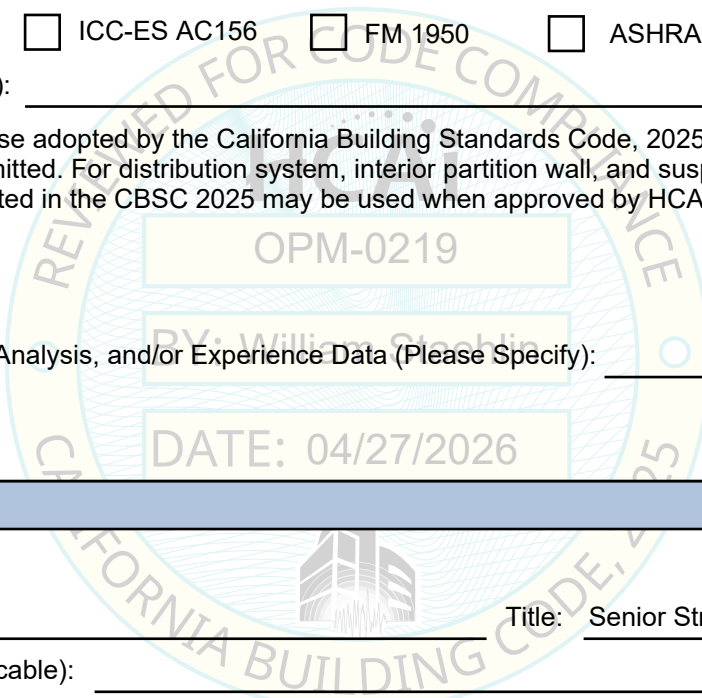 ICC-ES AC156 FM 1950 ASHRA
):
se adopted by the California Building Standards Code, 2025
mitted. For distribution system, interior partition wall, and susp
ted in the CBSC 2025 may be used when approved by HCA
REVIEWED FOR CODE COMPLIANCE
HCAi
OPM-0219
BY: William Staehlin
Analysis, and/or Experience Data (Please Specify):
DATE: 04/27/2026
Title: Senior Str
cable):
CALIFORNIA BUILDING CODE, 2025